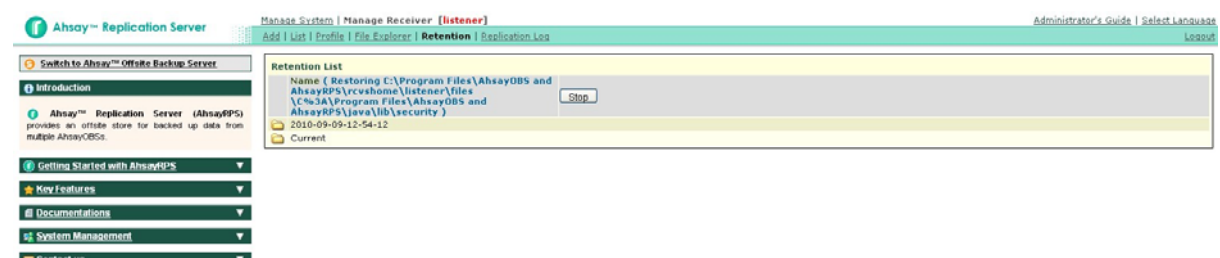 Ahsay™ Replication Server
Manage System | Manage Receiver [listener]
Administrator's Guide | Select Language
Add | List | Profile | File Explorer | Retention | Replication Log
Logout
Switch to Ahsay™ Offsite Backup Server
Introduction
Ahsay™ Replication Server (AhsayRPS)
provides an offsite store for backed up data from
multiple AhsayOBSs.
Getting Started with AhsayRPS
Key Features
Documentations
System Management
Contact us
Retention List
Name ( Restoring C:\Program Files\AhsayOBS and
AhsayRPS\rcvshome\listener\files
\C%3A\Program Files\AhsayOBS and
AhsayRPS\java\lib\security )
Stop
2010-09-09-12-54-12
Current